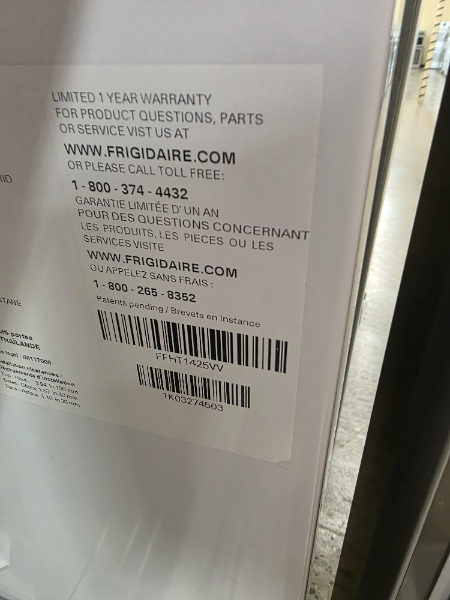 LIMITED 1 YEAR WARRANTY
FOR PRODUCT QUESTIONS, PARTS
OR SERVICE VIST US AT
WWW.FRIGIDAIRE.COM
OR PLEASE CALL TOLL FREE:
1 - 800 - 374 - 4432
GARANTIE LIMITÉE D'UN AN
POUR DES QUESTIONS CONCERNANT
LES PRODUITS, LES PIECES OU LES
SERVICES VISITE
WWW.FRIGIDAIRE.COM
OU APPELEZ SANS FRAIS :
1 - 800 - 265 - 8352
Patents pending / Brevets en Instance
FFHT1425VV
1K03274503
THAÏLANDE